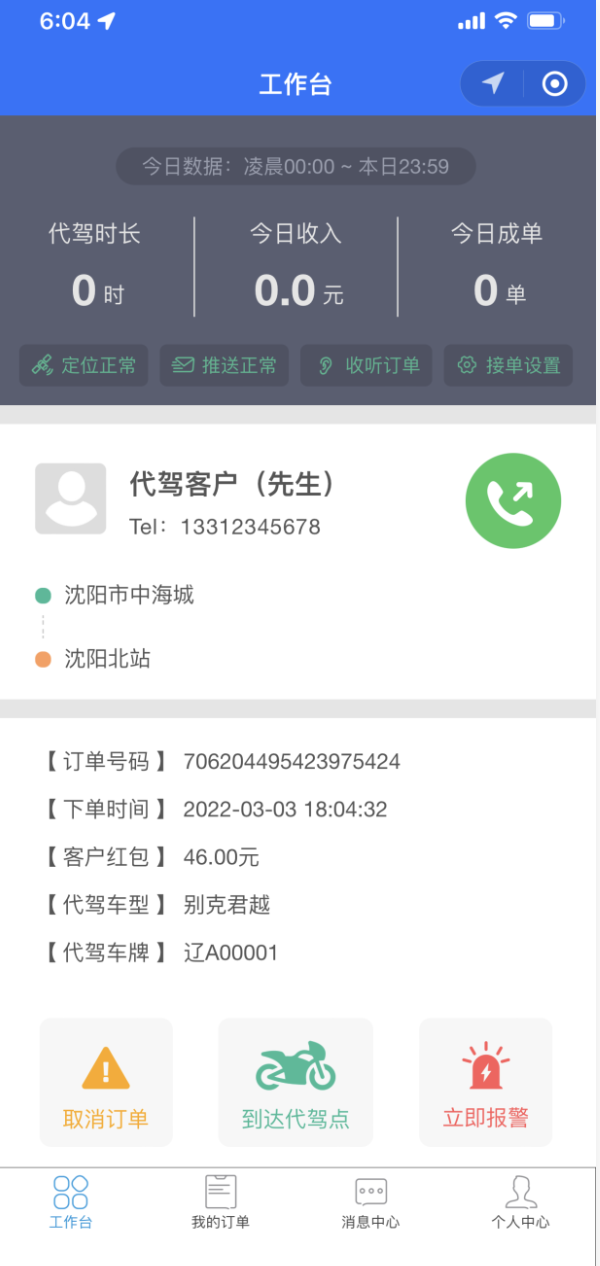 6:04
工作台
今日数据：凌晨00:00 ~ 本日23:59
代驾时长 今日收入 今日成单
0 时 0.0 元 0 单
定位正常 推送正常 收听订单 接单设置
代驾客户（先生）
Tel：13312345678
沈阳市中海城
沈阳北站
【 订单号码 】 706204495423975424
【 下单时间 】 2022-03-03 18:04:32
【 客户红包 】 46.00元
【 代驾车型 】 别克君越
【 代驾车牌 】 辽A00001
取消订单 到达代驾点 立即报警
工作台 我的订单 消息中心 个人中心